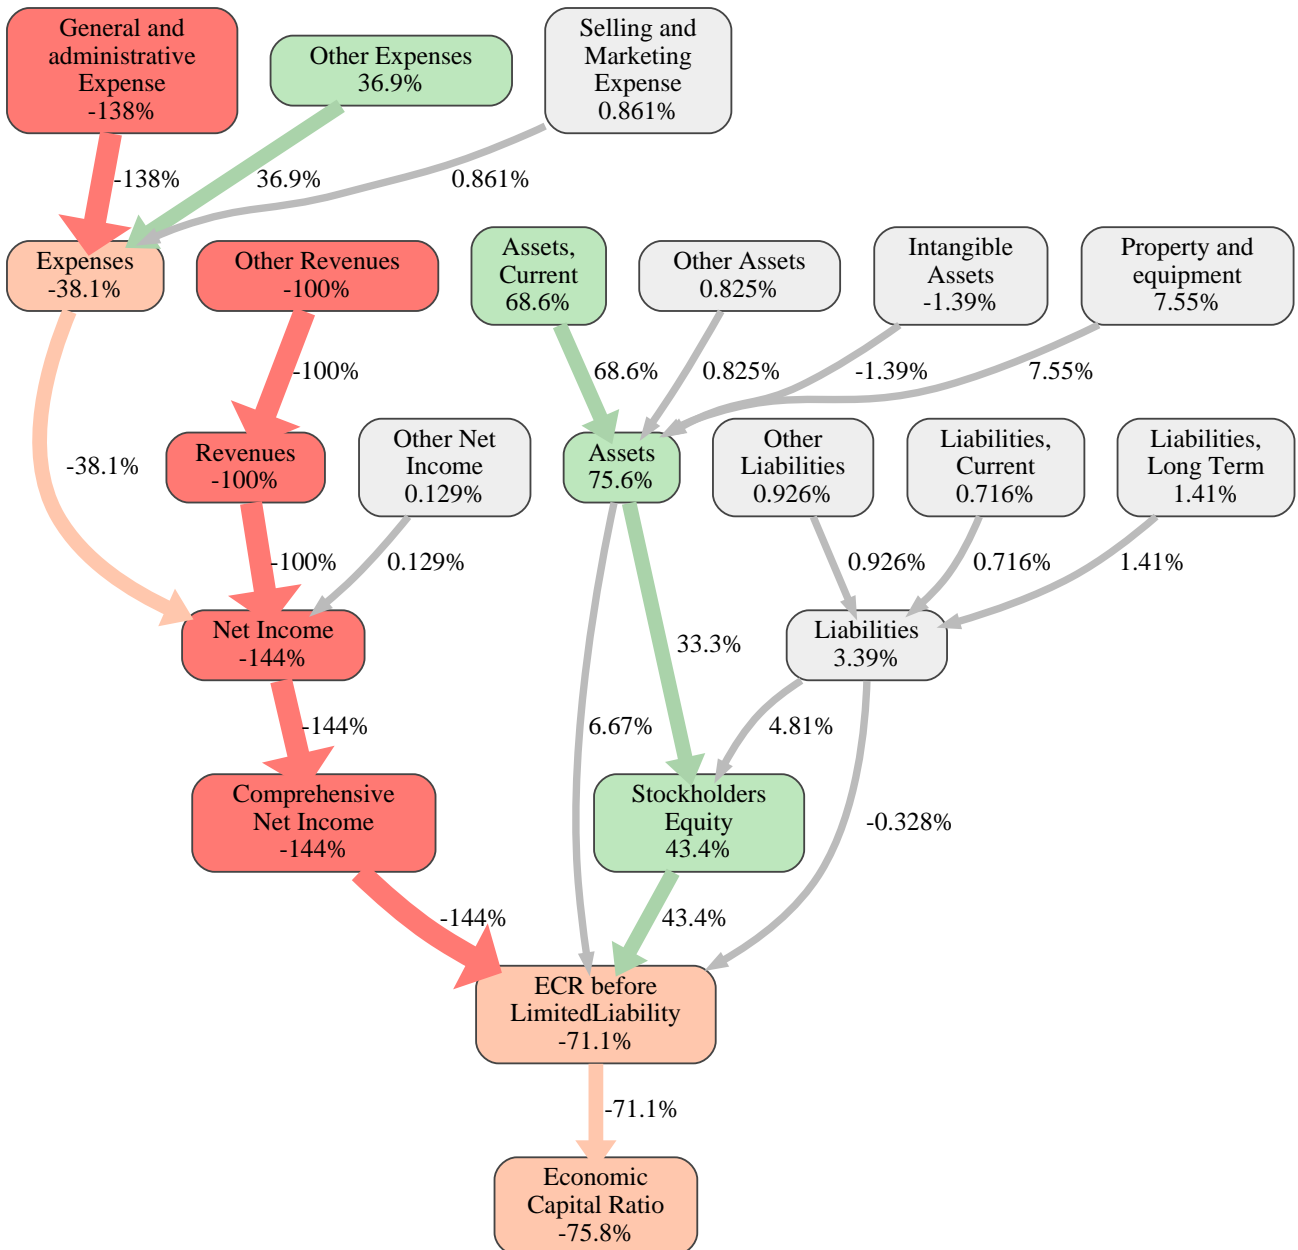 General and
administrative
Expense
-138%
Other Expenses
36.9%
Selling and
Marketing
Expense
0.861%
-138%
36.9%
0.861%
Expenses
-38.1%
Other Revenues
-100%
Assets,
Current
68.6%
Other Assets
0.825%
Intangible
Assets
-1.39%
Property and
equipment
7.55%
-100%
68.6%
0.825%
-1.39%
7.55%
-38.1%
Revenues
-100%
Other Net
Income
0.129%
Assets
75.6%
Other
Liabilities
0.926%
Liabilities,
Current
0.716%
Liabilities,
Long Term
1.41%
-100%
0.129%
0.926%
0.716%
1.41%
Net Income
-144%
33.3%
Liabilities
3.39%
-144%
6.67%
4.81%
Comprehensive
Net Income
-144%
Stockholders
Equity
43.4%
-0.328%
-144%
43.4%
ECR before
LimitedLiability
-71.1%
-71.1%
Economic
Capital Ratio
-75.8%